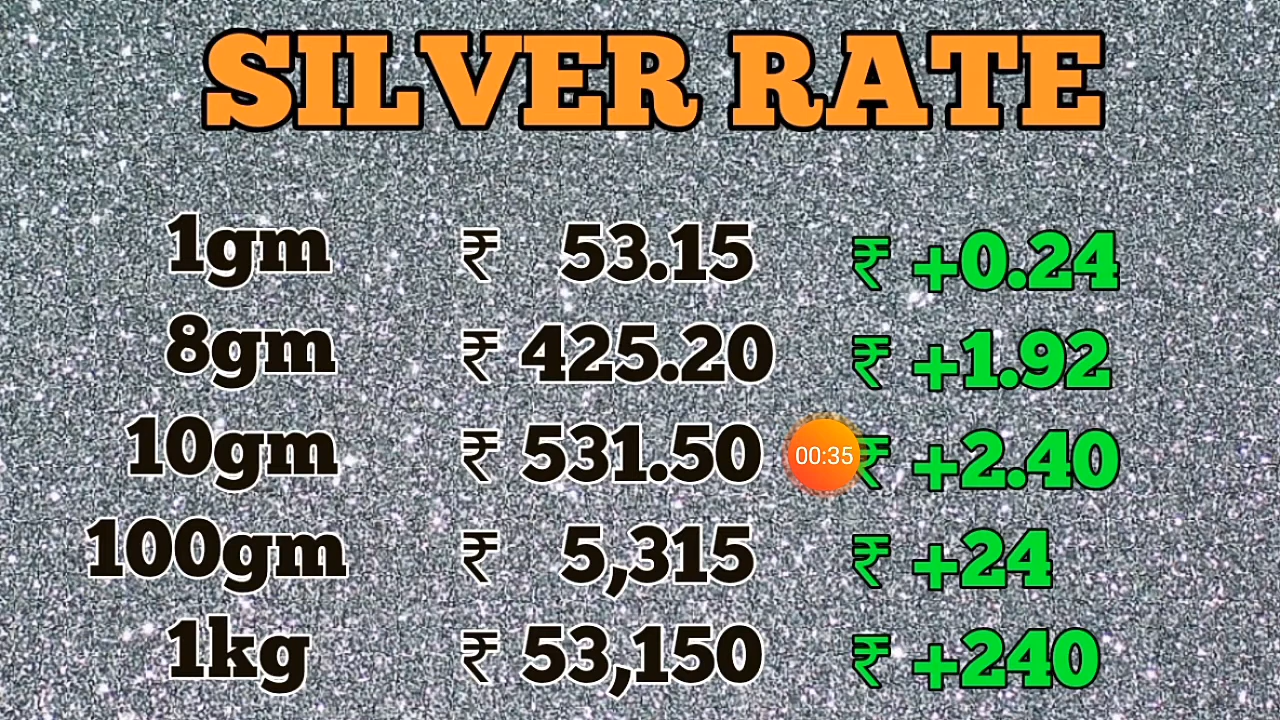 SILVER RATE
1gm ₹ 53.15 ₹ +0.24
8gm ₹ 425.20 ₹ +1.92
10gm ₹ 531.50 00:35 ₹ +2.40
100gm ₹ 5,315 ₹ +24
1kg ₹ 53,150 ₹ +240